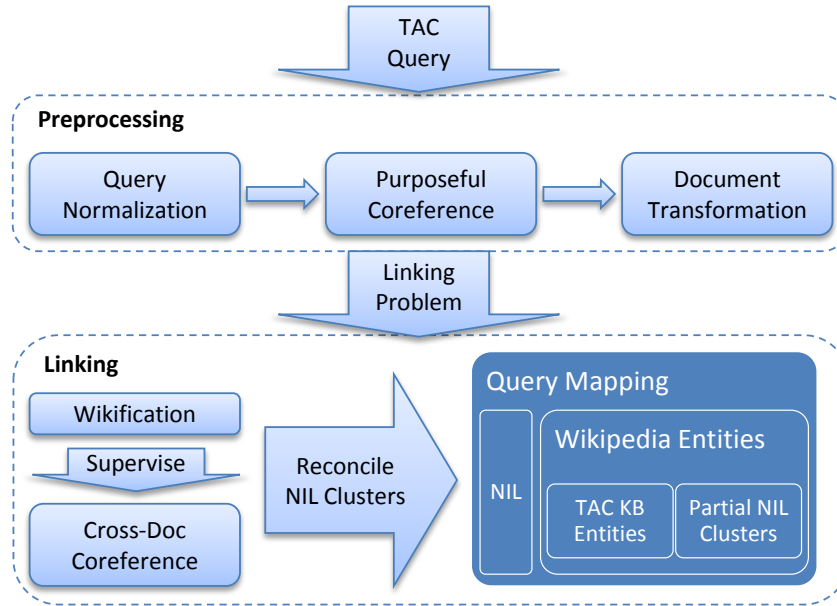 TAC
Query
Preprocessing
Query
Normalization
Purposeful
Coreference
Document
Transformation
Linking
Problem
Linking
Wikification
Supervise
Cross-Doc
Coreference
Reconcile
NIL Clusters
Query Mapping
NIL
Wikipedia Entities
TAC KB
Entities
Partial NIL
Clusters